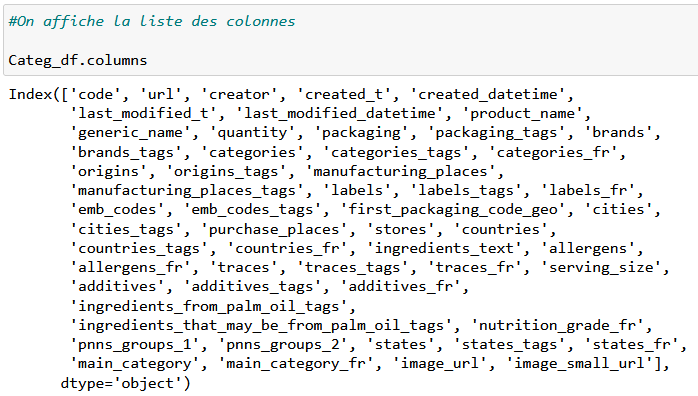 #On affiche la liste des colonnes
Categ_df.columns
Index(['code', 'url', 'creator', 'created_t', 'created_datetime',
'last_modified_t', 'last_modified_datetime', 'product_name',
'generic_name', 'quantity', 'packaging', 'packaging_tags', 'brands',
'brands_tags', 'categories', 'categories_tags', 'categories_fr',
'origins', 'origins_tags', 'manufacturing_places',
'manufacturing_places_tags', 'labels', 'labels_tags', 'labels_fr',
'emb_codes', 'emb_codes_tags', 'first_packaging_code_geo', 'cities',
'cities_tags', 'purchase_places', 'stores', 'countries',
'countries_tags', 'countries_fr', 'ingredients_text', 'allergens',
'allergens_fr', 'traces', 'traces_tags', 'traces_fr', 'serving_size',
'additives', 'additives_tags', 'additives_fr',
'ingredients_from_palm_oil_tags',
'ingredients_that_may_be_from_palm_oil_tags', 'nutrition_grade_fr',
'pnns_groups_1', 'pnns_groups_2', 'states', 'states_tags', 'states_fr',
'main_category', 'main_category_fr', 'image_url', 'image_small_url'],
dtype='object')